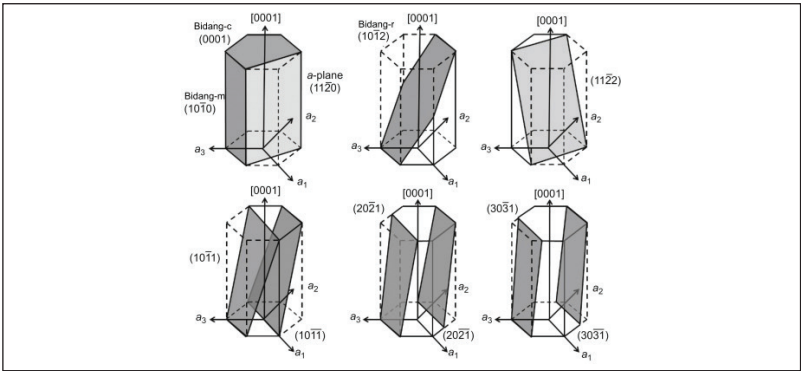 [0001]
Bidang-c
(0001)
a-plane
(112̄0)
Bidang-m
(101̄0)
a₂
a₃
a₁
[0001]
Bidang-r
(101̄2)
a₂
a₃
a₁
[0001]
(112̄2)
a₂
a₃
a₁
[0001]
(101̄1)
a₂
a₃
(101̄1̄)
a₁
[0001]
(202̄1)
a₂
a₃
(202̄1̄)
a₁
[0001]
(303̄1)
a₂
a₃
(303̄1̄)
a₁